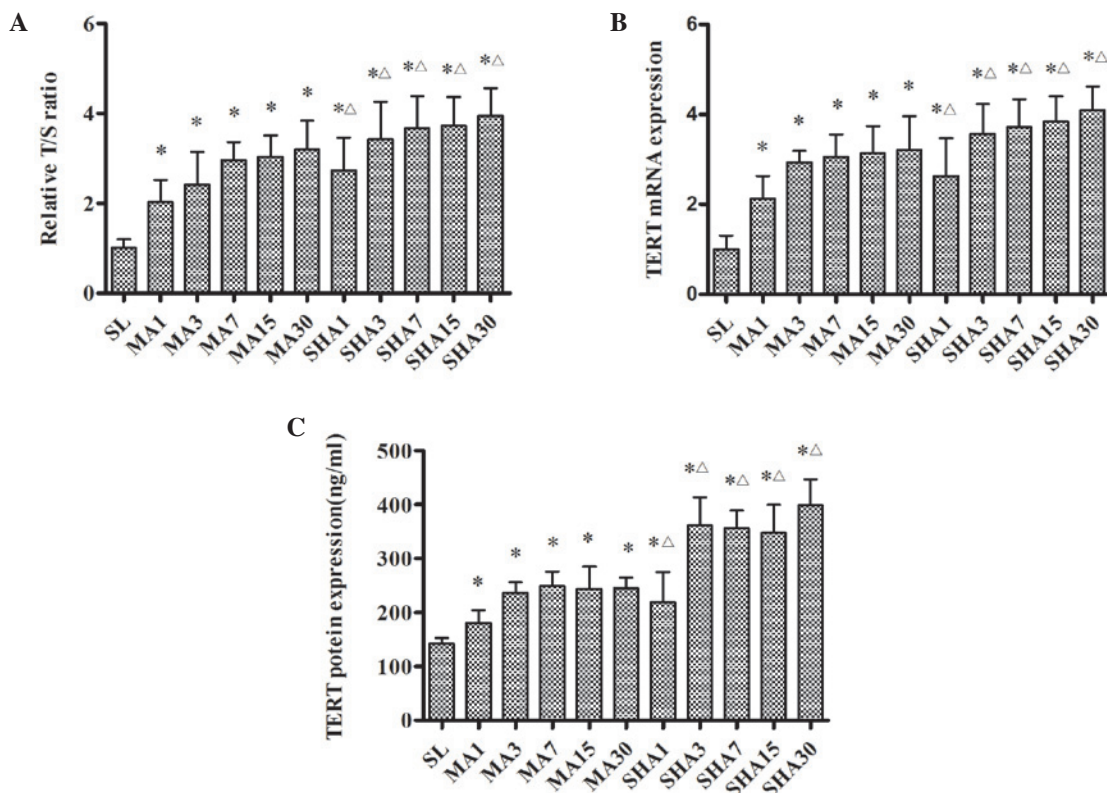 A
Relative T/S ratio
6
4
2
0
*
*
*
*
*
*△
*△
*△
*△
*△
SL
MA1
MA3
MA7
MA15
MA30
SHA1
SHA3
SHA7
SHA15
SHA30
B
TERT mRNA expression
6
4
2
0
*
*
*
*
*
*△
*△
*△
*△
*△
SL
MA1
MA3
MA7
MA15
MA30
SHA1
SHA3
SHA7
SHA15
SHA30
C
TERT potein expression(ng/ml)
500
400
300
200
100
0
*
*
*
*
*
*△
*△
*△
*△
*△
SL
MA1
MA3
MA7
MA15
MA30
SHA1
SHA3
SHA7
SHA15
SHA30